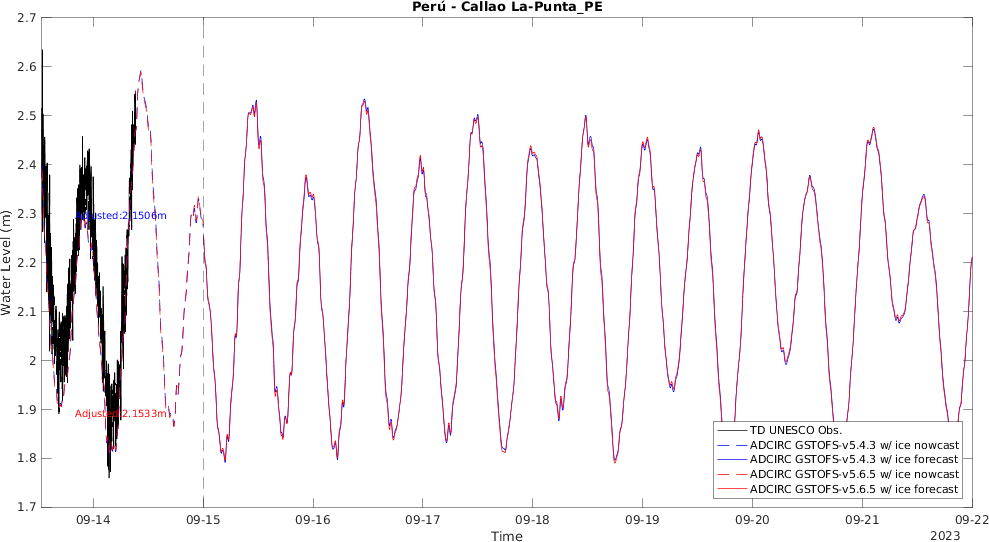 Perú - Callao La-Punta_PE
2.7
2.6
2.5
2.4
2.3
2.2
2.1
2
1.9
1.8
1.7
Water Level (m)
Adjusted:2.1506m
Adjusted:2.1533m
TD UNESCO Obs.
ADCIRC GSTOFS-v5.4.3 w/ ice nowcast
ADCIRC GSTOFS-v5.4.3 w/ ice forecast
ADCIRC GSTOFS-v5.6.5 w/ ice nowcast
ADCIRC GSTOFS-v5.6.5 w/ ice forecast
09-14 09-15 09-16 09-17 09-18 09-19 09-20 09-21 09-22
Time
2023